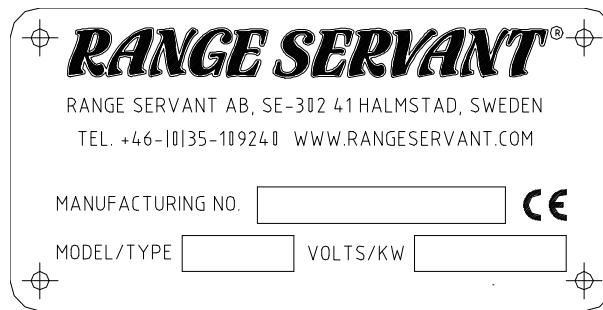 RANGE SERVANT®
RANGE SERVANT AB, SE-302 41 HALMSTAD, SWEDEN
TEL. +46-|0|35-109240 WWW.RANGESERVANT.COM
MANUFACTURING NO. CE
MODEL/TYPE VOLTS/KW